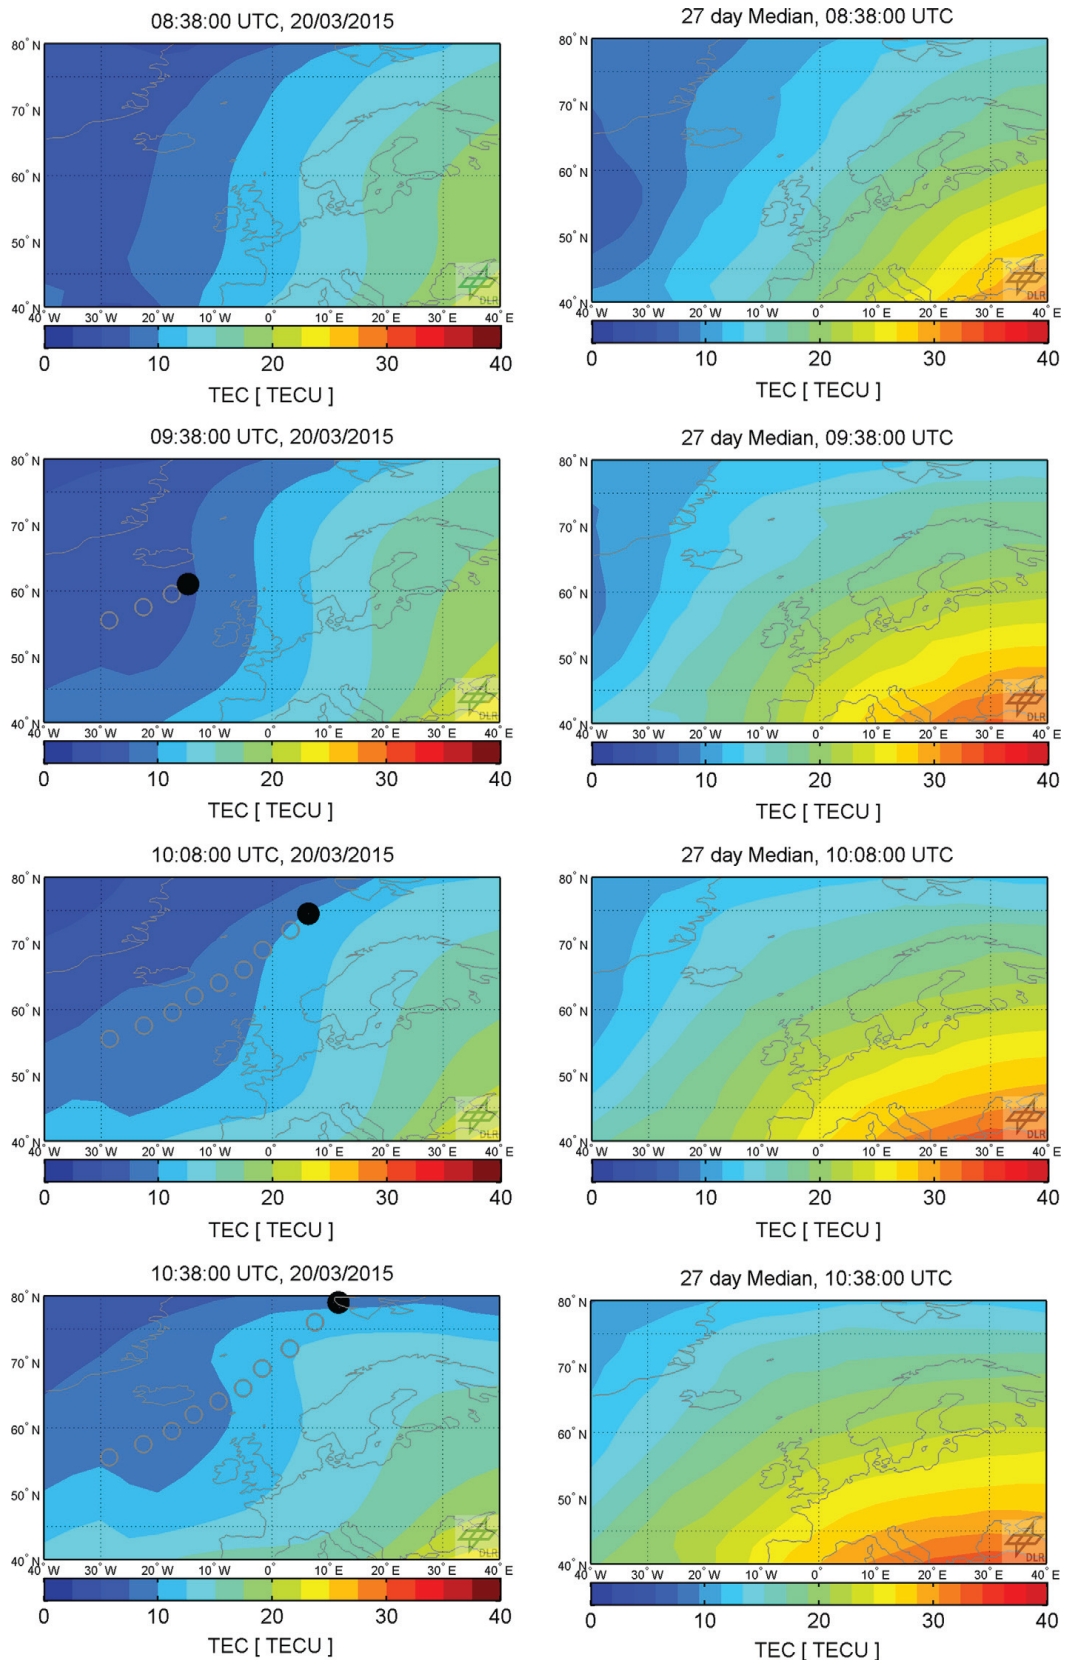 08:38:00 UTC, 20/03/2015
80° N
70° N
60° N
50° N
40° N
40° W 30° W 20° W 10° W 0° 10° 20° 30° 40° E
DLR
0 10 20 30 40
TEC [ TECU ]
27 day Median, 08:38:00 UTC
80° N
70° N
60° N
50° N
40° N
40° W 30° W 20° W 10° W 0° 10° 20° 30° 40° E
DLR
0 10 20 30 40
TEC [ TECU ]
09:38:00 UTC, 20/03/2015
80° N
70° N
60° N
50° N
40° N
40° W 30° W 20° W 10° W 0° 10° 20° 30° 40° E
DLR
0 10 20 30 40
TEC [ TECU ]
27 day Median, 09:38:00 UTC
80° N
70° N
60° N
50° N
40° N
40° W 30° W 20° W 10° W 0° 10° 20° 30° 40° E
DLR
0 10 20 30 40
TEC [ TECU ]
10:08:00 UTC, 20/03/2015
80° N
70° N
60° N
50° N
40° N
40° W 30° W 20° W 10° W 0° 10° 20° 30° 40° E
DLR
0 10 20 30 40
TEC [ TECU ]
27 day Median, 10:08:00 UTC
80° N
70° N
60° N
50° N
40° N
40° W 30° W 20° W 10° W 0° 10° 20° 30° 40° E
DLR
0 10 20 30 40
TEC [ TECU ]
10:38:00 UTC, 20/03/2015
80° N
70° N
60° N
50° N
40° N
40° W 30° W 20° W 10° W 0° 10° 20° 30° 40° E
DLR
0 10 20 30 40
TEC [ TECU ]
27 day Median, 10:38:00 UTC
80° N
70° N
60° N
50° N
40° N
40° W 30° W 20° W 10° W 0° 10° 20° 30° 40° E
DLR
0 10 20 30 40
TEC [ TECU ]